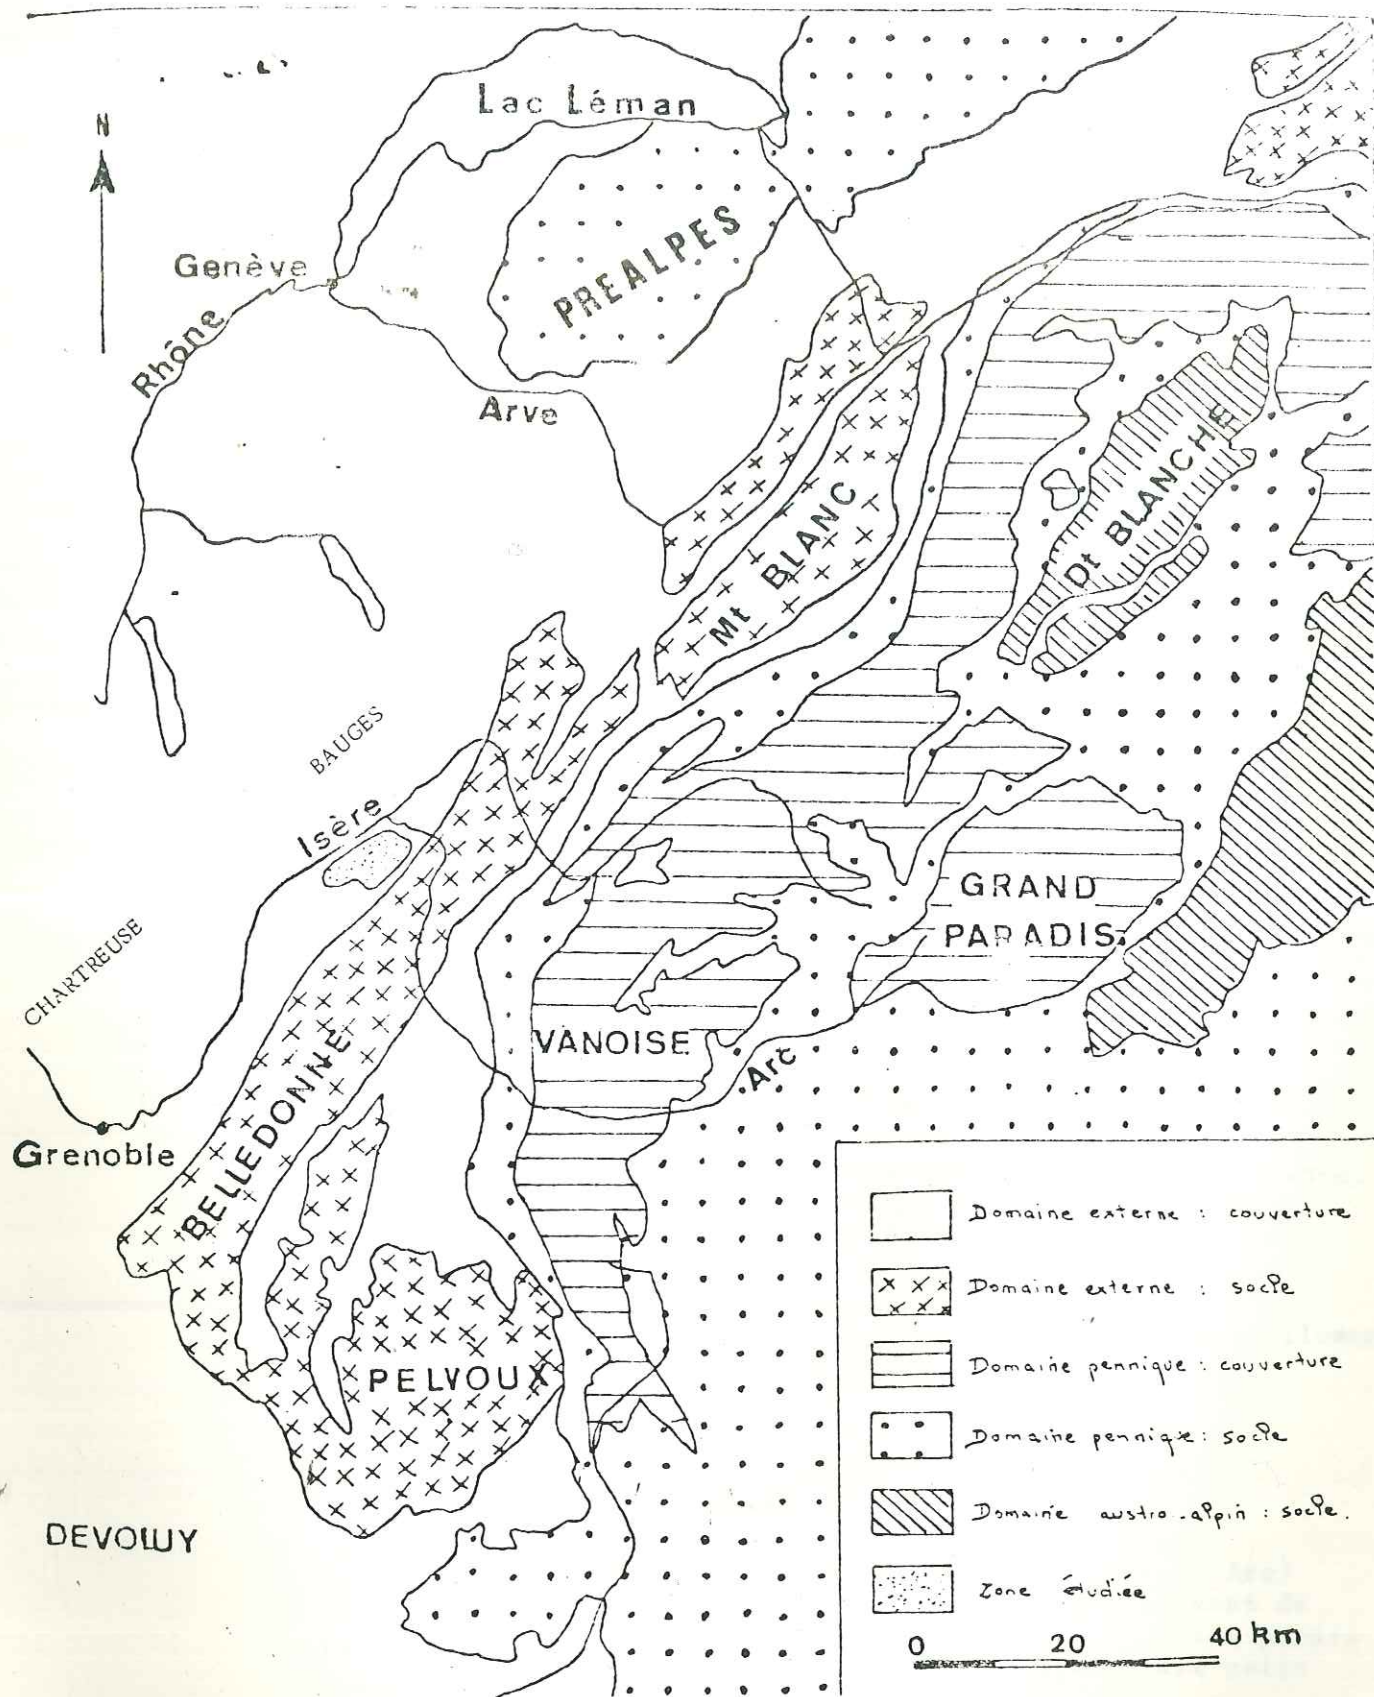 Lac Léman
N
PREALPES
Genève
Rhône
Arve
Dt BLANCHE
Mt BLANC
BAUGES
Isère
GRAND
PARADIS
CHARTREUSE
VANOISE
Arc
BELLEDONNE
Grenoble
PELVOUX
DEVOLUY
Domaine externe : couverture
Domaine externe : socle
Domaine pennique : couverture
Domaine pennique : socle
Domaine austro-alpin : socle.
Zone étudiée
0 20 40 km